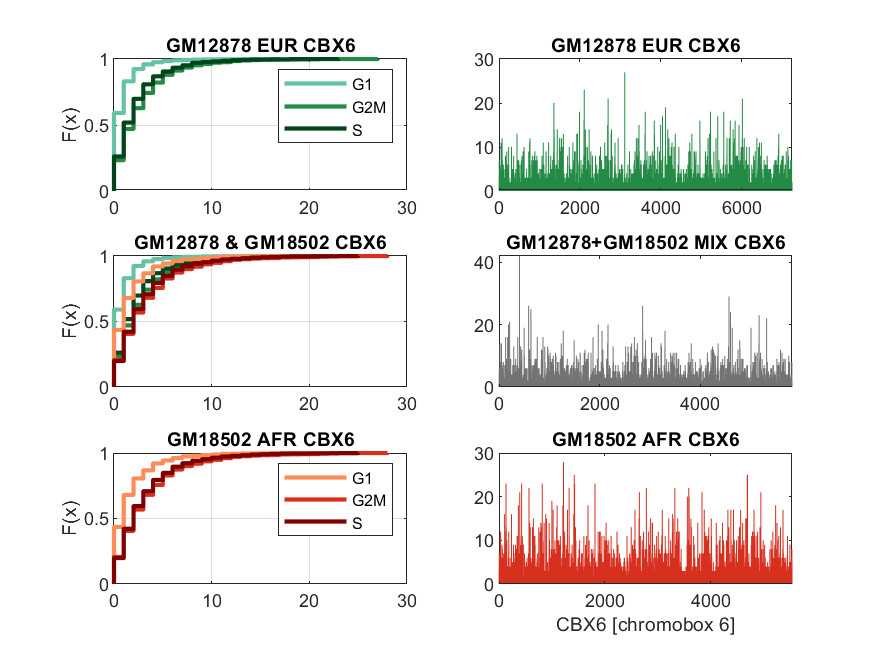 GM12878 EUR CBX6
1
0.5
0
F(x)
G1
G2M
S
0 10 20 30
GM12878 EUR CBX6
30
20
10
0
0 2000 4000 6000
GM12878 & GM18502 CBX6
1
0.5
0
F(x)
0 10 20 30
GM12878+GM18502 MIX CBX6
40
20
0
0 2000 4000
GM18502 AFR CBX6
1
0.5
0
F(x)
G1
G2M
S
0 10 20 30
GM18502 AFR CBX6
30
20
10
0
0 2000 4000
CBX6 [chromobox 6]